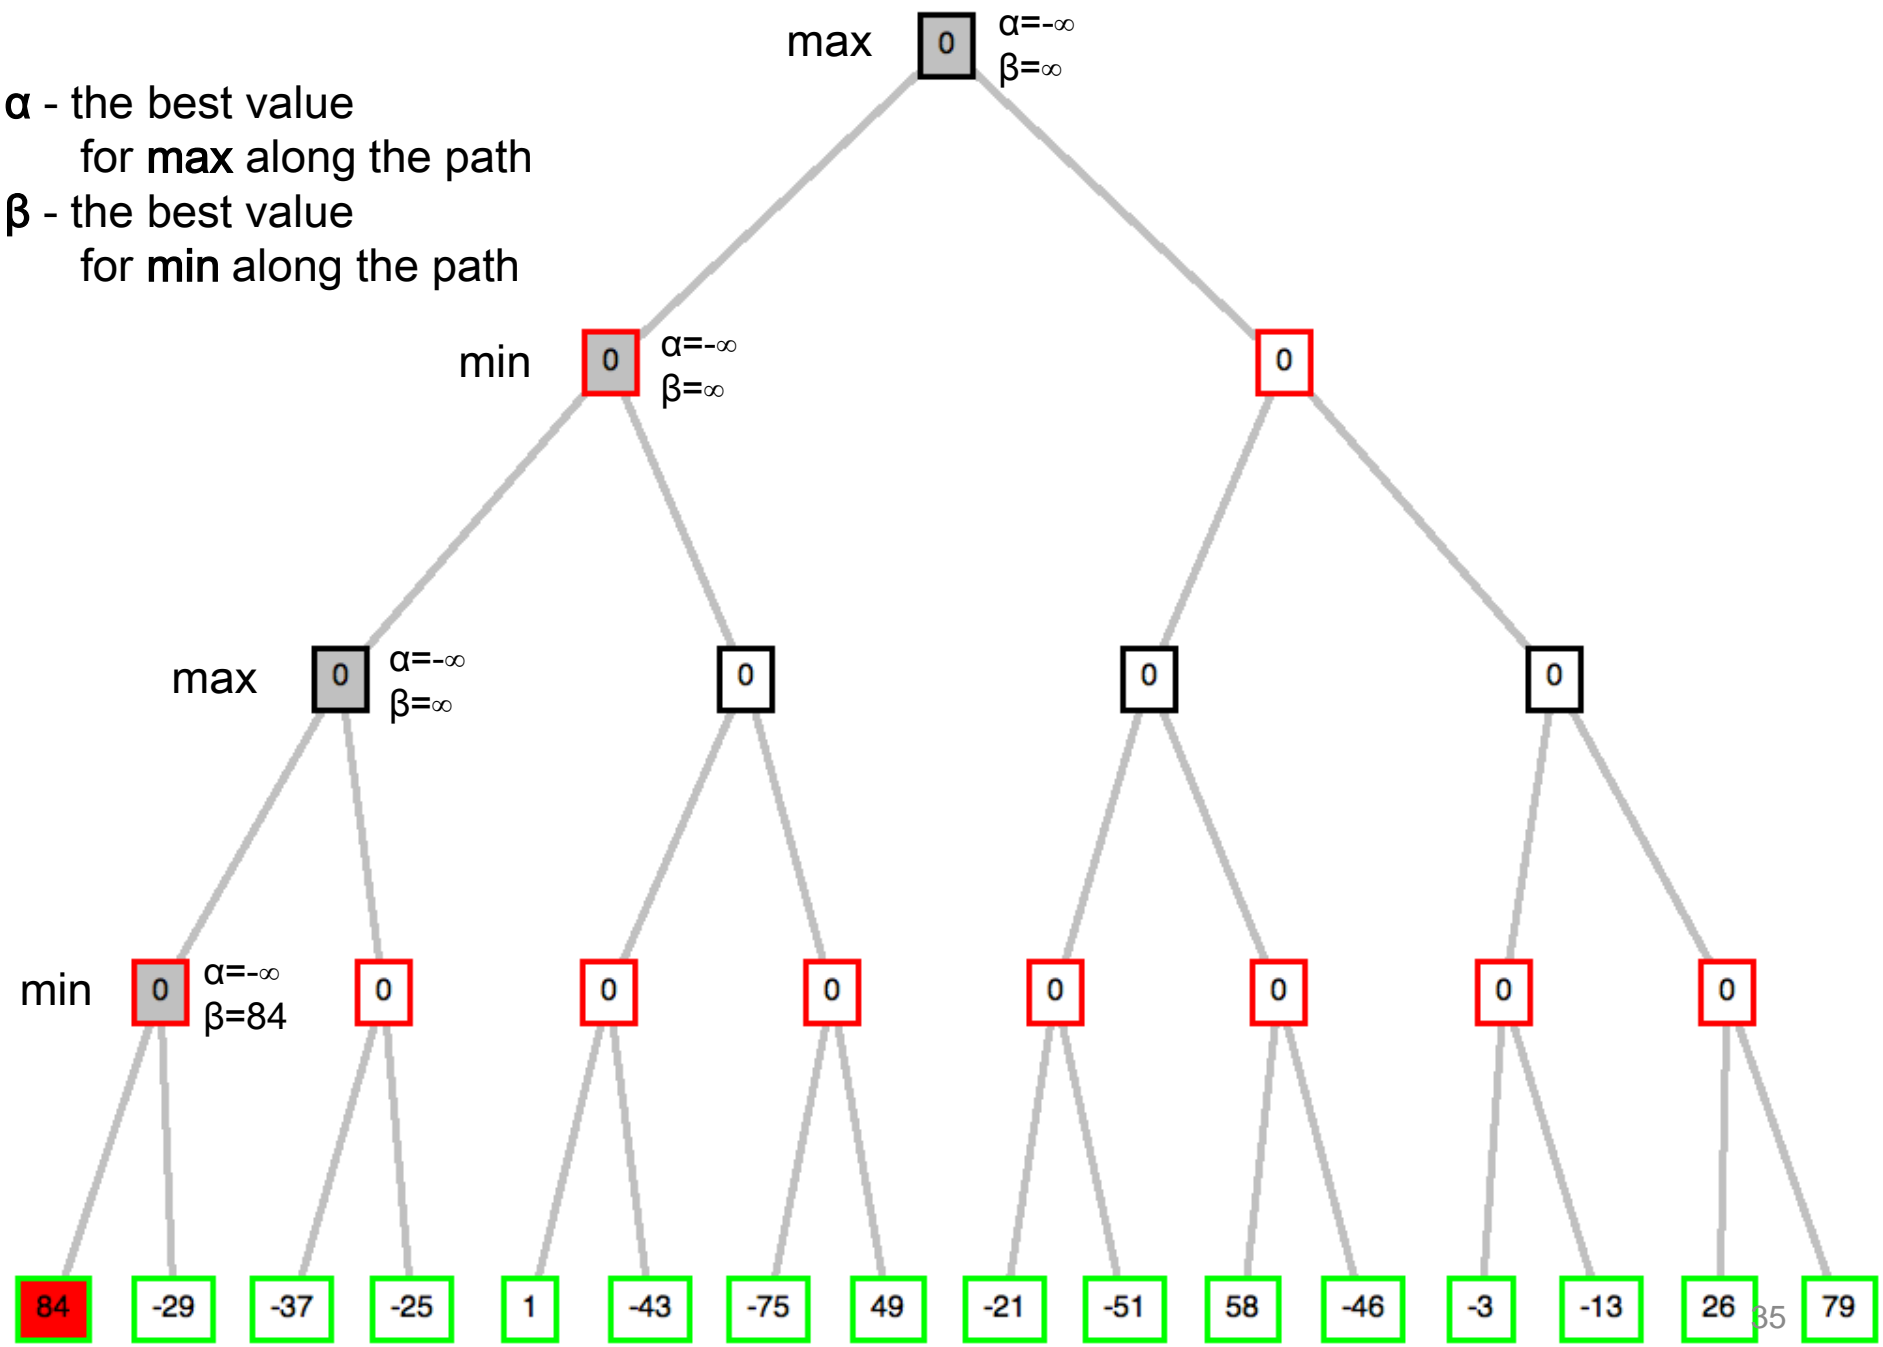 max 0 α=-∞
β=∞
α - the best value
for max along the path
β - the best value
for min along the path
min 0 α=-∞ 0
β=∞
max 0 α=-∞ 0 0 0
β=∞
min 0 α=-∞ 0 0 0 0 0 0 0
β=84
84 -29 -37 -25 1 -43 -75 49 -21 -51 58 -46 -3 -13 26 35 79